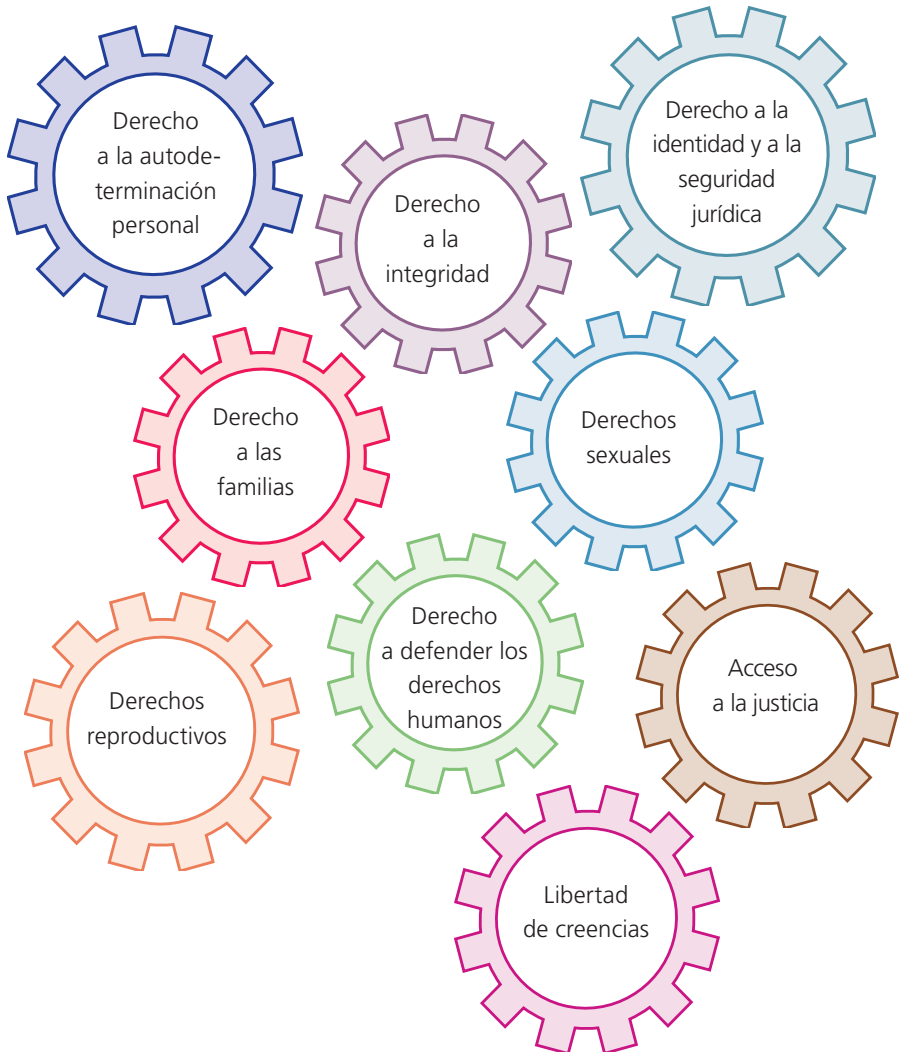 Derecho
a la autode-
terminación
personal
Derecho
a la
integridad
Derecho a la
identidad y a la
seguridad
jurídica
Derecho
a las
familias
Derechos
sexuales
Derechos
reproductivos
Derecho
a defender los
derechos
humanos
Acceso
a la justicia
Libertad
de creencias